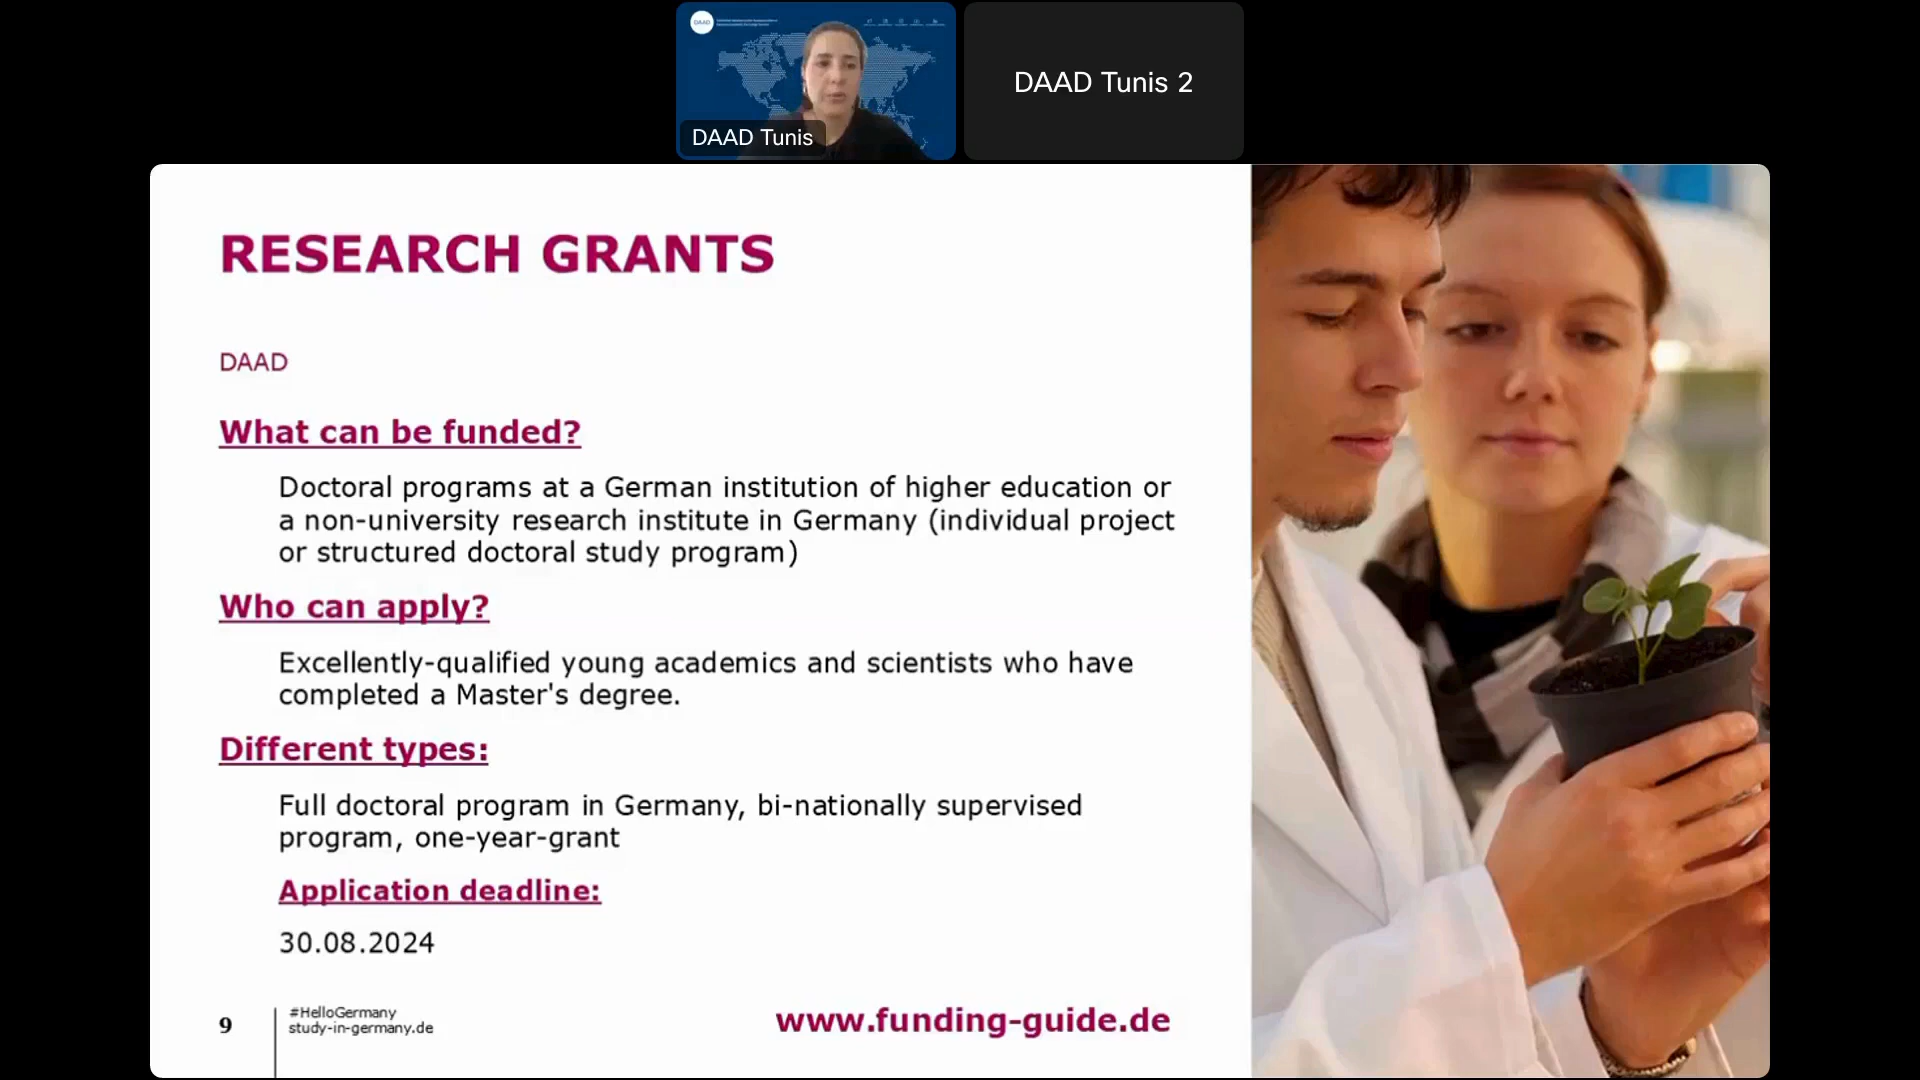 DAAD
DAAD Tunis
DAAD Tunis 2
RESEARCH GRANTS
DAAD
What can be funded?
Doctoral programs at a German institution of higher education or
a non-university research institute in Germany (individual project
or structured doctoral study program)
Who can apply?
Excellently-qualified young academics and scientists who have
completed a Master's degree.
Different types:
Full doctoral program in Germany, bi-nationally supervised
program, one-year-grant
Application deadline:
30.08.2024
9
#HelloGermany
study-in-germany.de
www.funding-guide.de